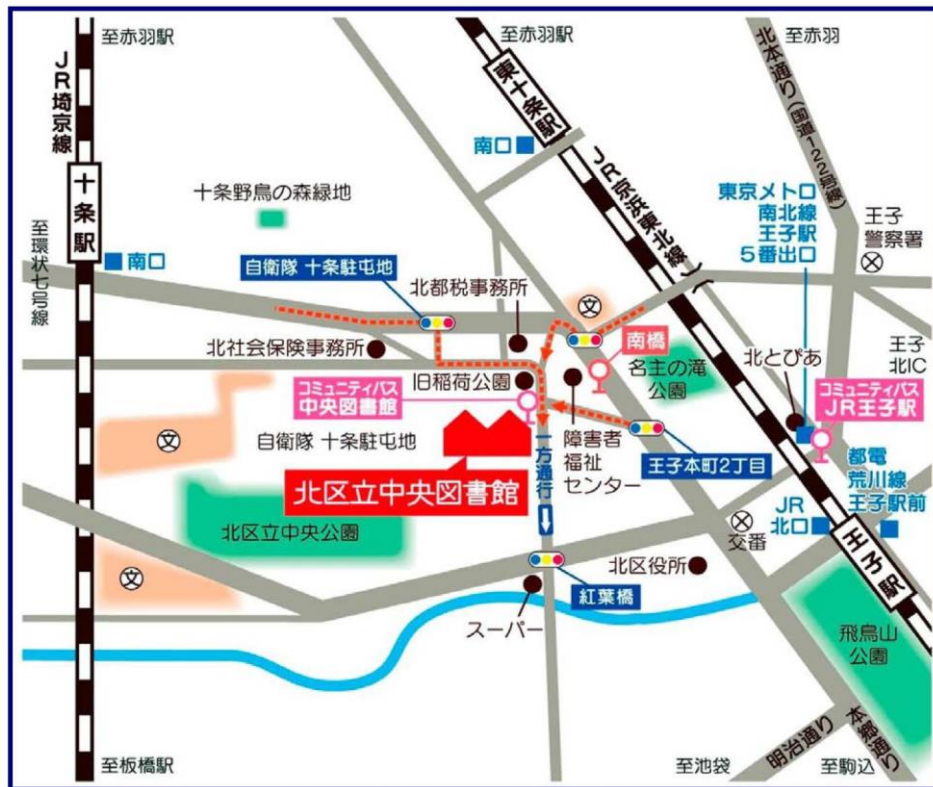 至赤羽駅
至赤羽駅
至赤羽
JR埼京線
十条駅
東十条駅
北本通り(国道122号線)
南口
JR京浜東北線
東京メトロ
南北線
王子駅
5番出口
王子
警察署
十条野鳥の森緑地
至環状七号線
南口
自衛隊 十条駐屯地
北都税事務所
文
南橋
北社会保険事務所
名主の滝
公園
北とぴあ
王子
北IC
旧稲荷公園
コミュニティバス
中央図書館
コミュニティバス
JR王子駅
文
自衛隊 十条駐屯地
一方通行
障害者
福祉
センター
王子本町2丁目
都電
荒川線
王子駅前
北区立中央図書館
JR
北口
王子駅
北区立中央公園
交番
文
北区役所
紅葉橋
スーパー
飛鳥山
公園
至板橋駅
至池袋
明治通り
至駒込
本郷通り